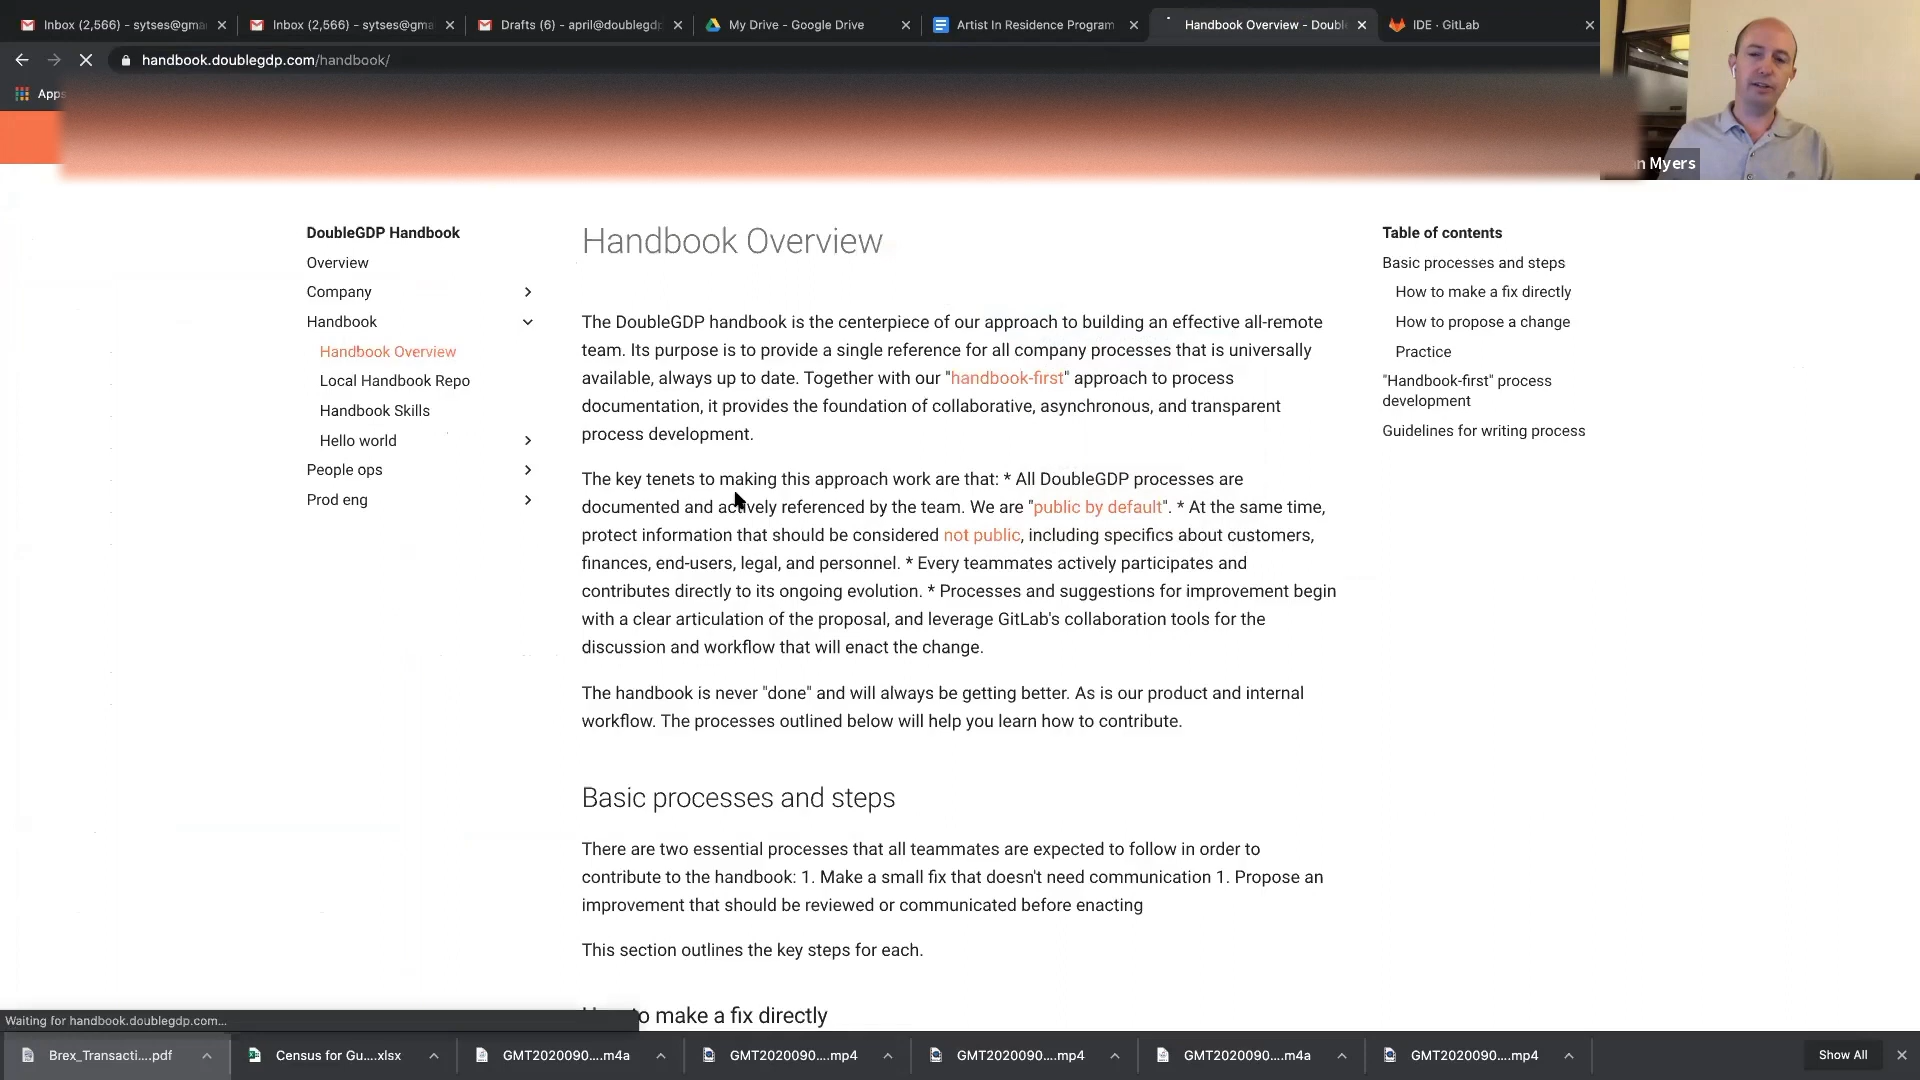 Inbox (2,566) - sytses@gma
Inbox (2,566) - sytses@gma
Drafts (6) - april@doublegdp
My Drive - Google Drive
Artist In Residence Program
Handbook Overview - Doubl
IDE · GitLab
handbook.doublegdp.com/handbook/
Apps
n Myers
DoubleGDP Handbook
Overview
Company
Handbook
Handbook Overview
Local Handbook Repo
Handbook Skills
Hello world
People ops
Prod eng
Handbook Overview
The DoubleGDP handbook is the centerpiece of our approach to building an effective all-remote
team. Its purpose is to provide a single reference for all company processes that is universally
available, always up to date. Together with our "handbook-first" approach to process
documentation, it provides the foundation of collaborative, asynchronous, and transparent
process development.
The key tenets to making this approach work are that: * All DoubleGDP processes are
documented and actively referenced by the team. We are "public by default". * At the same time,
protect information that should be considered not public, including specifics about customers,
finances, end-users, legal, and personnel. * Every teammates actively participates and
contributes directly to its ongoing evolution. * Processes and suggestions for improvement begin
with a clear articulation of the proposal, and leverage GitLab's collaboration tools for the
discussion and workflow that will enact the change.
The handbook is never "done" and will always be getting better. As is our product and internal
workflow. The processes outlined below will help you learn how to contribute.
Basic processes and steps
There are two essential processes that all teammates are expected to follow in order to
contribute to the handbook: 1. Make a small fix that doesn't need communication 1. Propose an
improvement that should be reviewed or communicated before enacting
This section outlines the key steps for each.
to make a fix directly
Table of contents
Basic processes and steps
How to make a fix directly
How to propose a change
Practice
"Handbook-first" process
development
Guidelines for writing process
Waiting for handbook.doublegdp.com...
Brex_Transacti....pdf
Census for Gu....xlsx
GMT2020090....m4a
GMT2020090....mp4
GMT2020090....mp4
GMT2020090....m4a
GMT2020090....mp4
Show All